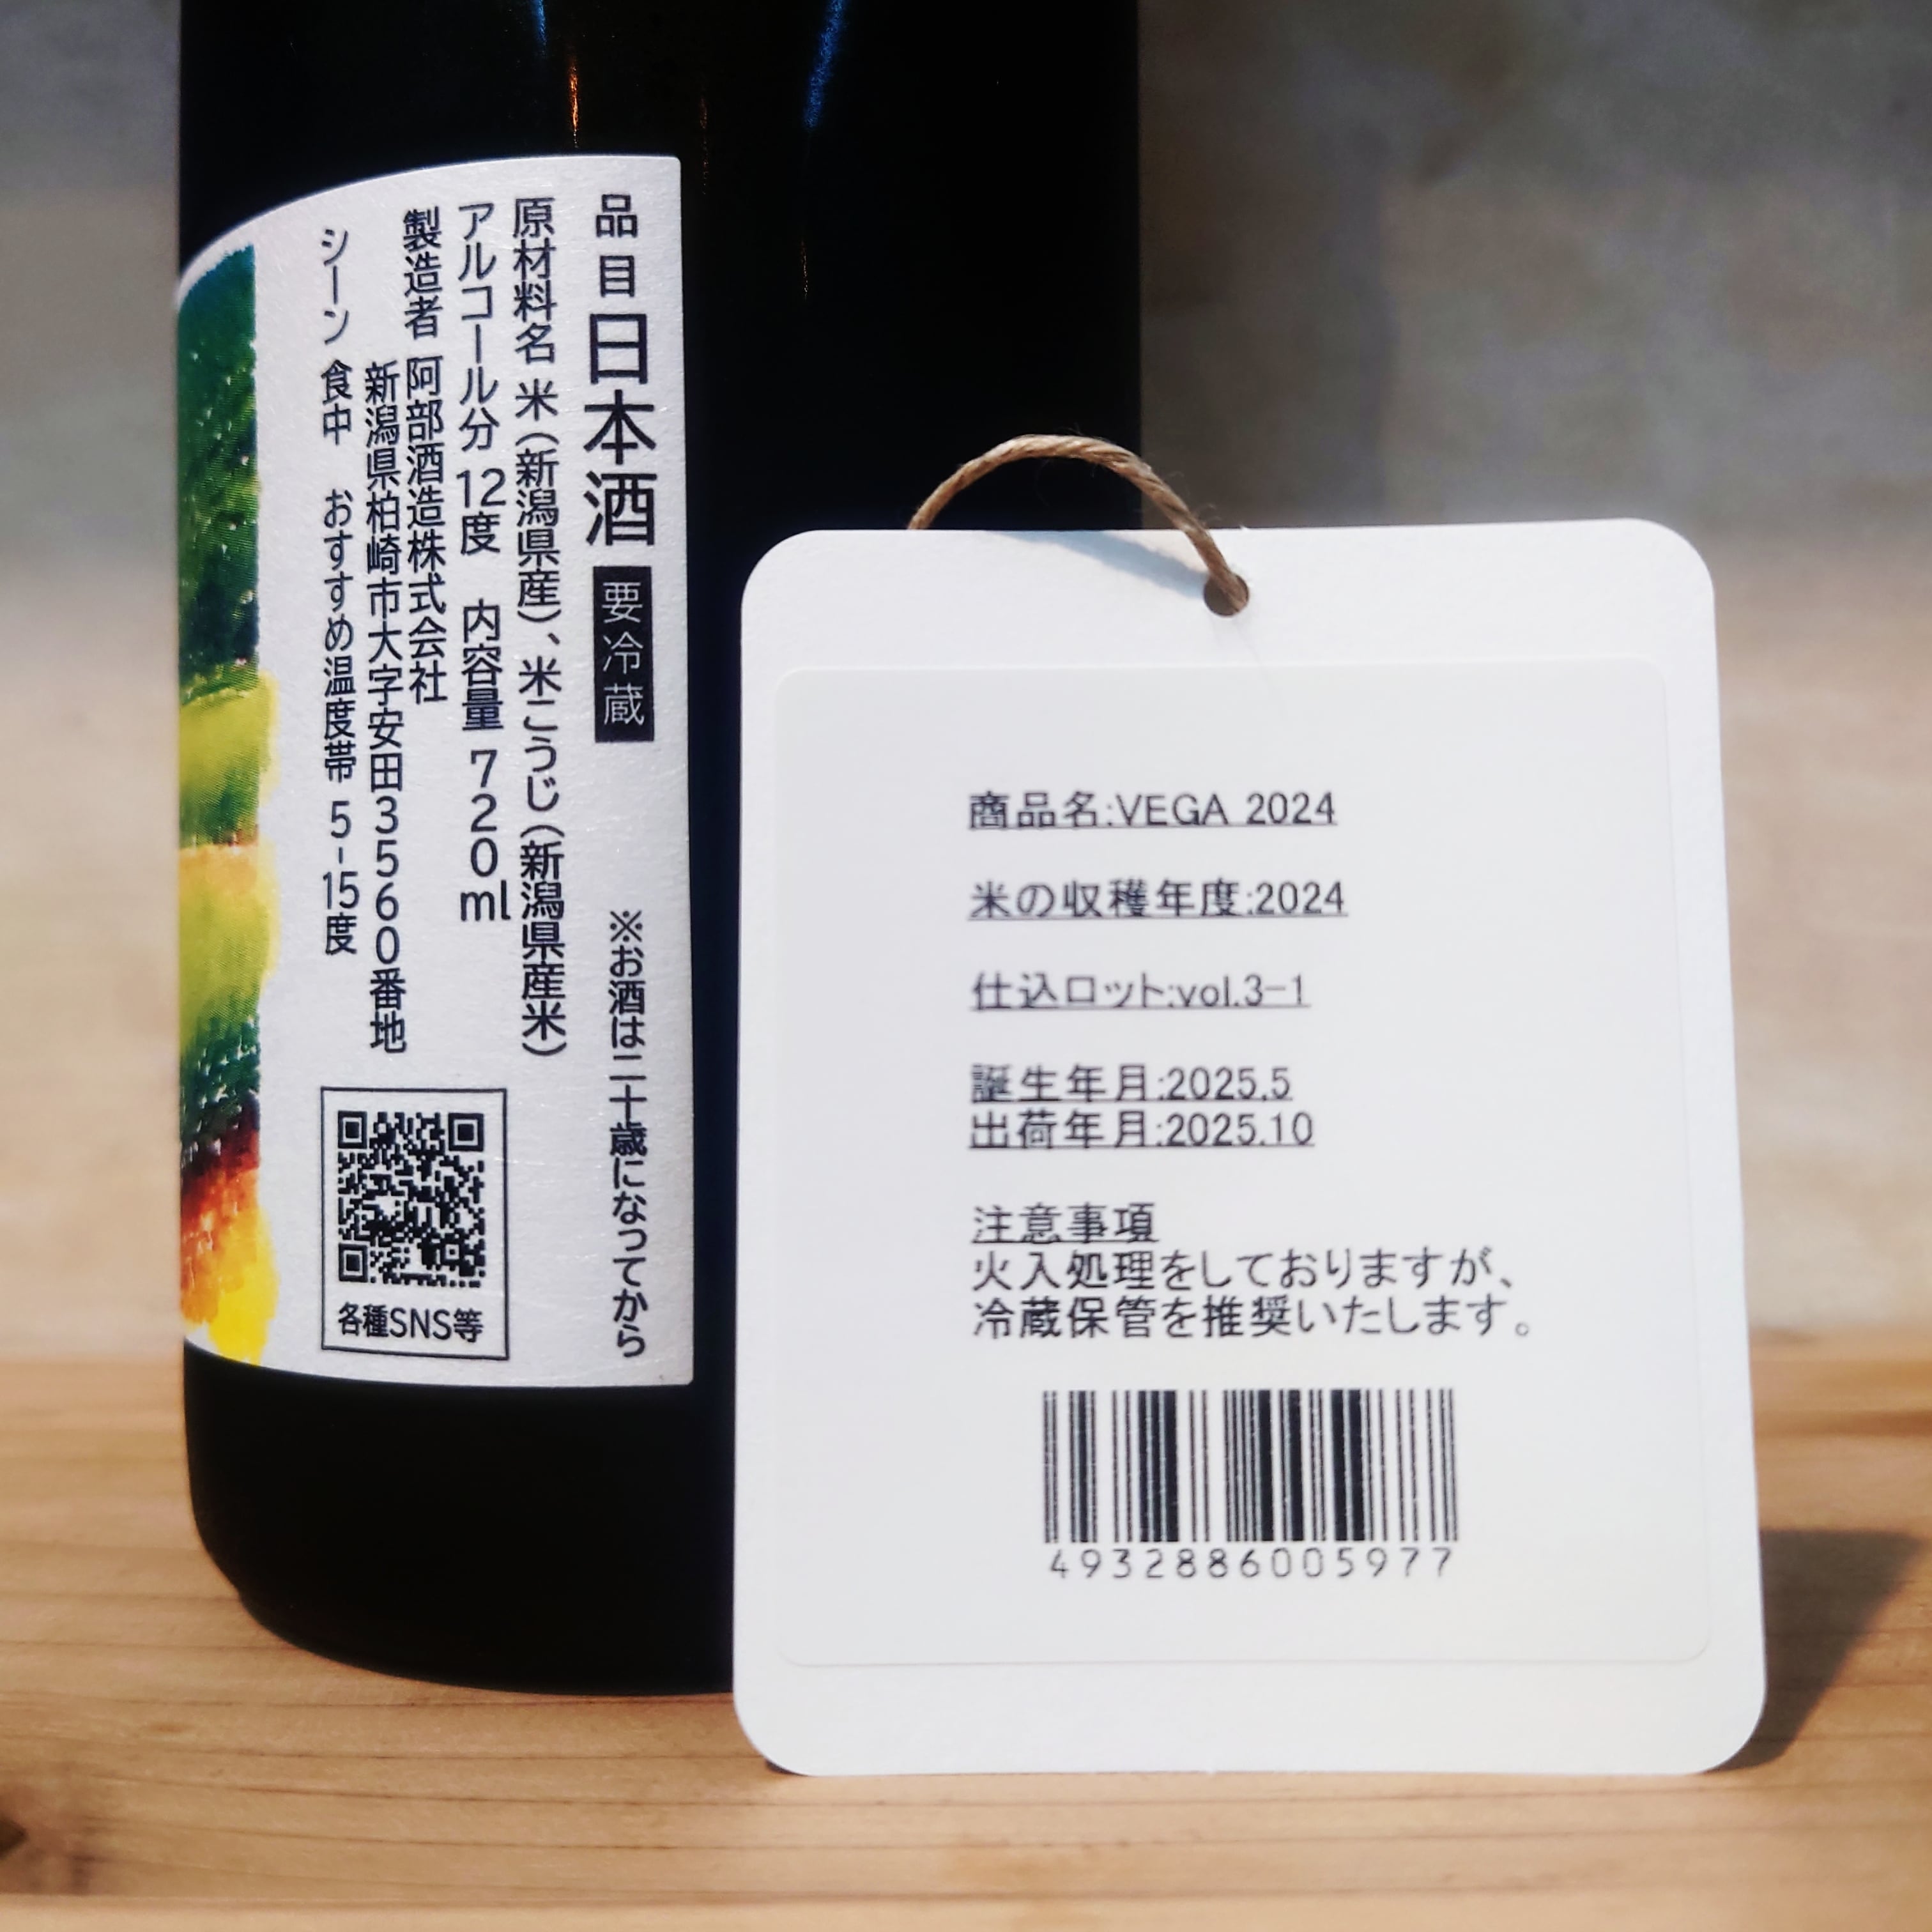 品目 日本酒 要冷蔵 ※お酒は二十歳になってから
原材料名 米（新潟県産）、米こうじ（新潟県産米）
アルコール分 12度 内容量 720ml
製造者 阿部酒造株式会社
新潟県柏崎市大字安田3560番地
シーン 食中 おすすめ温度帯 5-15度
各種SNS等
商品名:VEGA 2024
米の収穫年度:2024
仕込ロット:vol.3-1
誕生年月:2025.5
出荷年月:2025.10
注意事項
火入処理をしておりますが、
冷蔵保管を推奨いたします。
4932886005977